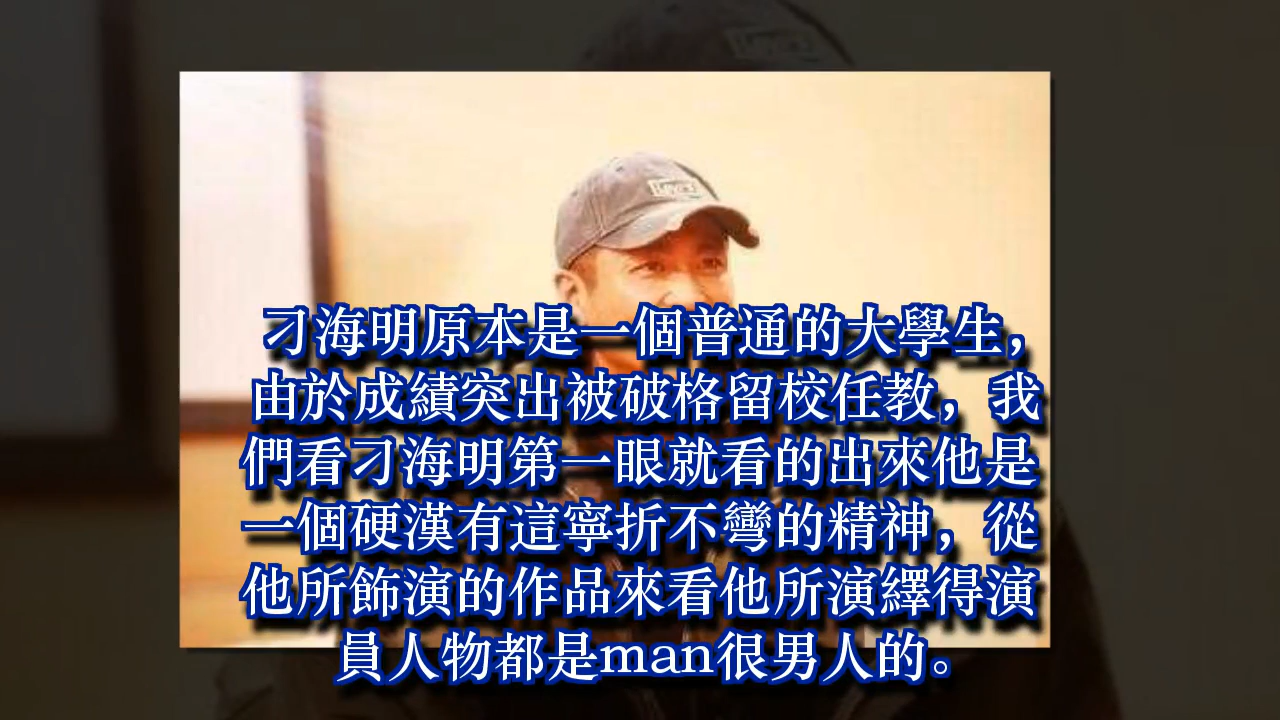 刁海明原本是一個普通的大學生，
由於成績突出被破格留校任教，我
們看刁海明第一眼就看的出來他是
一個硬漢有這寧折不彎的精神，從
他所飾演的作品來看他所演繹得演
員人物都是man很男人的。